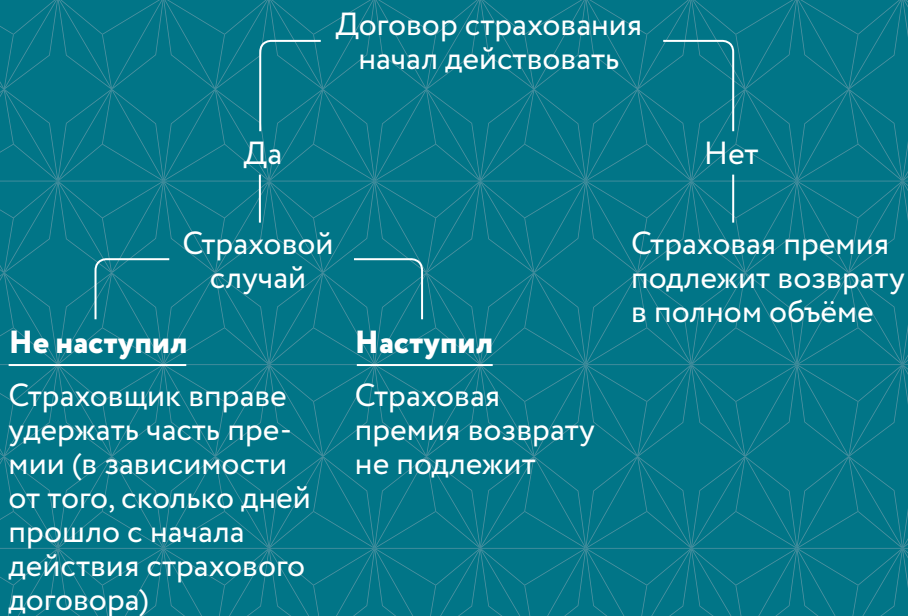 Договор страхования
начал действовать
Да
Нет
Страховой
случай
Страховая премия
подлежит возврату
в полном объёме
Не наступил
Страховщик вправе
удержать часть пре-
мии (в зависимости
от того, сколько дней
прошло с начала
действия страхового
договора)
Наступил
Страховая
премия возврату
не подлежит